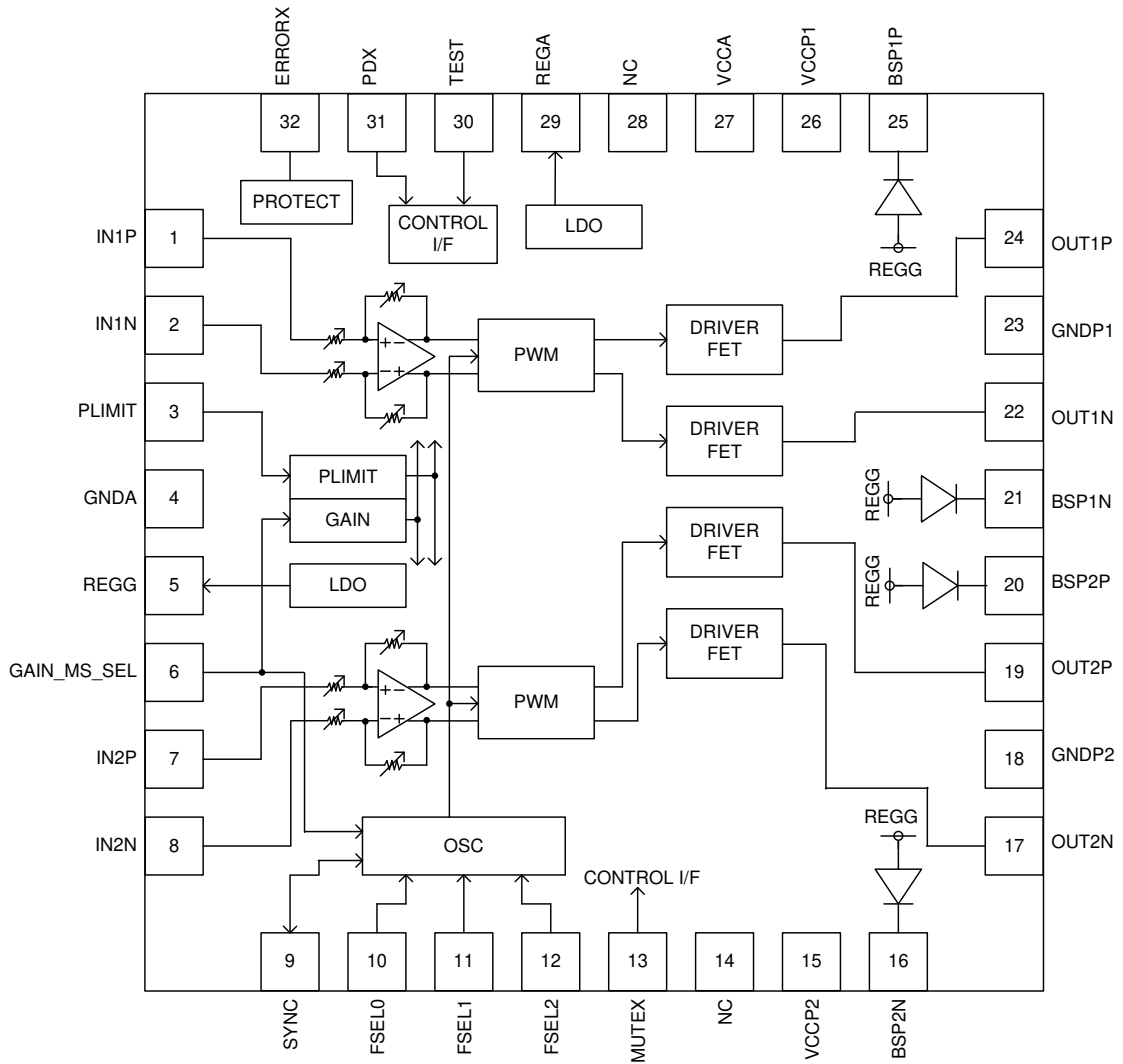 ERRORX
PDX
TEST
REGA
NC
VCCA
VCCP1
BSP1P
32
31
30
29
28
27
26
25
PROTECT
CONTROL
I/F
LDO
REGG
IN1P
1
24
OUT1P
IN1N
2
23
GNDP1
+ −
− +
PWM
DRIVER
FET
PLIMIT
3
22
OUT1N
DRIVER
FET
PLIMIT
GAIN
GNDA
4
REGG
21
BSP1N
REGG
5
LDO
DRIVER
FET
REGG
20
BSP2P
GAIN_MS_SEL
6
+ −
− +
PWM
DRIVER
FET
19
OUT2P
IN2P
7
18
GNDP2
IN2N
8
OSC
REGG
17
OUT2N
CONTROL I/F
9
10
11
12
13
14
15
16
SYNC
FSEL0
FSEL1
FSEL2
MUTEX
NC
VCCP2
BSP2N